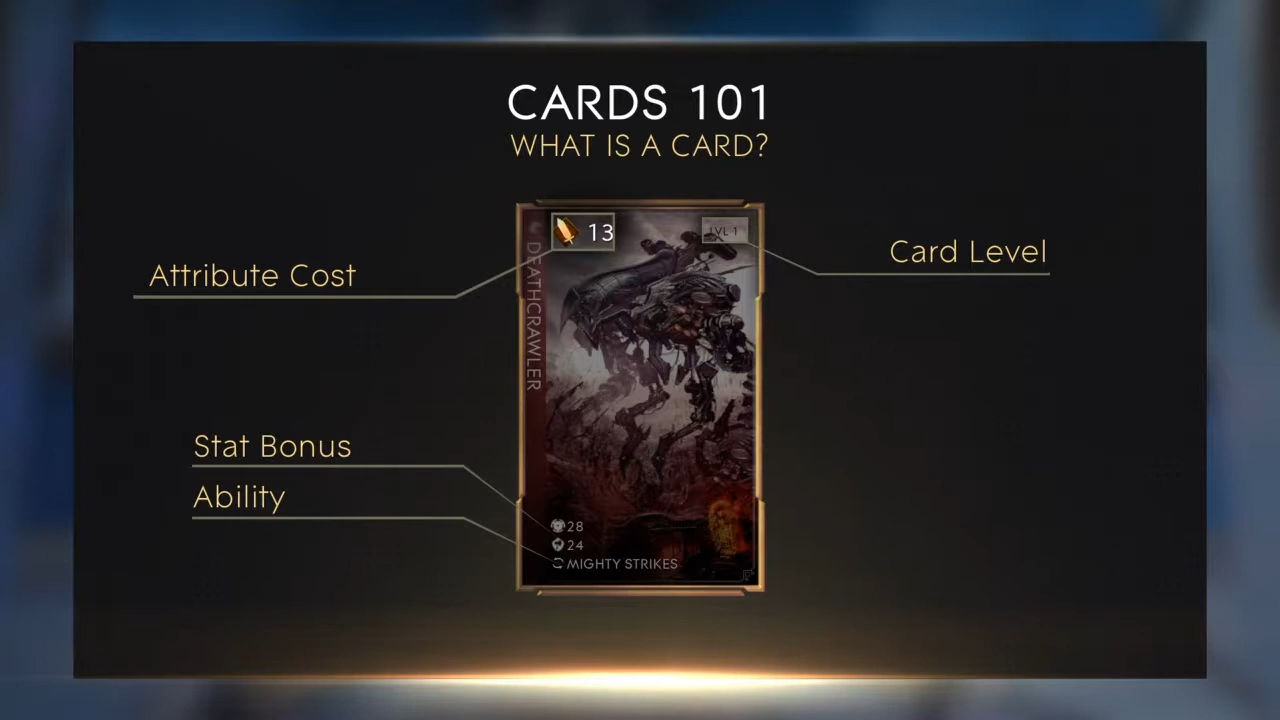 CARDS 101
WHAT IS A CARD?
13
LVL 1
Card Level
Attribute Cost
DEATHCRAWLER
Stat Bonus
Ability
28
24
MIGHTY STRIKES